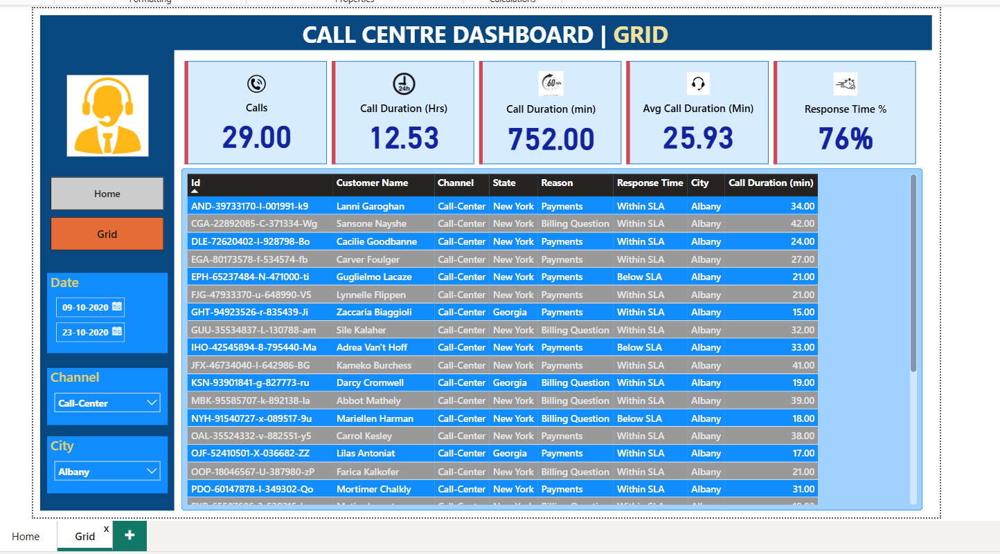 Formatting Properties Calculations
CALL CENTRE DASHBOARD | GRID
Home
Grid
Date
09-10-2020
23-10-2020
Channel
Call-Center
City
Albany
Calls
29.00
24h
Call Duration (Hrs)
12.53
60 min
Call Duration (min)
752.00
Avg Call Duration (Min)
25.93
Response Time %
76%
Id Customer Name Channel State Reason Response Time City Call Duration (min)
AND-39733170-I-001991-k9 Lanni Garoghan Call-Center New York Payments Within SLA Albany 34.00
CGA-22892085-C-371334-Wg Sansone Nayshe Call-Center New York Billing Question Within SLA Albany 42.00
DLE-72620402-I-928798-Bo Cacilie Goodbanne Call-Center New York Payments Within SLA Albany 24.00
EGA-80173578-f-534574-fb Carver Foulger Call-Center New York Payments Within SLA Albany 27.00
EPH-65237484-N-471000-ti Guglielmo Lacaze Call-Center New York Payments Below SLA Albany 21.00
FJG-47933370-u-648990-V5 Lynnelle Flippen Call-Center New York Payments Within SLA Albany 21.00
GHT-94923526-r-835439-Ji Zaccaria Biaggioli Call-Center Georgia Payments Within SLA Albany 15.00
GUU-35534837-L-130788-am Sile Kalaher Call-Center New York Billing Question Within SLA Albany 32.00
IHO-42545894-8-795440-Ma Adrea Van't Hoff Call-Center New York Payments Below SLA Albany 33.00
JFX-46734040-I-642986-BG Kameko Burchess Call-Center New York Payments Within SLA Albany 41.00
KSN-93901841-g-827773-ru Darcy Cromwell Call-Center Georgia Billing Question Within SLA Albany 19.00
MBK-95585707-k-892138-la Abbot Mathely Call-Center New York Billing Question Within SLA Albany 39.00
NYH-91540727-x-089517-9u Mariellen Harman Call-Center New York Billing Question Below SLA Albany 18.00
OAL-35524332-v-882551-y5 Carrol Kesley Call-Center New York Payments Within SLA Albany 38.00
OJF-52410501-X-036682-ZZ Lilas Antoniat Call-Center Georgia Payments Within SLA Albany 17.00
OOP-18046567-U-387980-zP Farica Kalkofer Call-Center New York Billing Question Within SLA Albany 21.00
PDO-60147878-I-349302-Qo Mortimer Chalkly Call-Center New York Payments Within SLA Albany 31.00
Home Grid x +